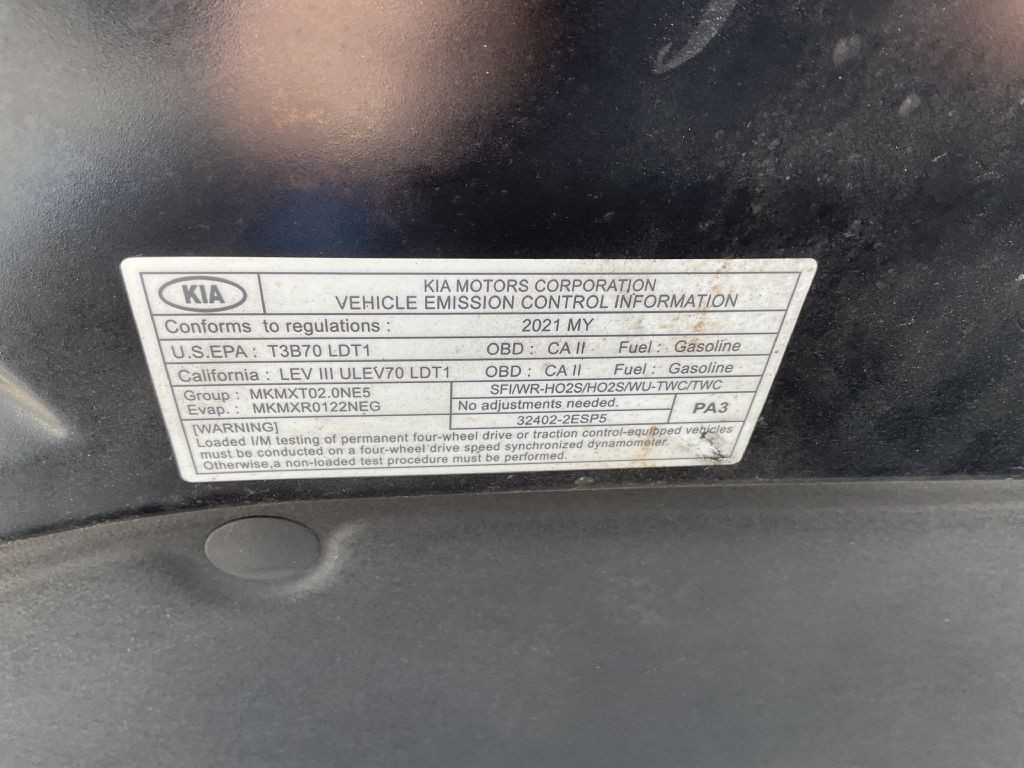 KIA
KIA MOTORS CORPORATION
VEHICLE EMISSION CONTROL INFORMATION
Conforms to regulations : 2021 MY
U.S.EPA : T3B70 LDT1 OBD : CA II Fuel : Gasoline
California : LEV III ULEV70 LDT1 OBD : CA II Fuel : Gasoline
Group : MKMXT02.0NE5
Evap. : MKMXR0122NEG
SFI/WR-HO2S/HO2S/WU-TWC/TWC
No adjustments needed.
32402-2ESP5
PA3
[WARNING]
Loaded I/M testing of permanent four-wheel drive or traction control-equipped vehicles
must be conducted on a four-wheel drive speed synchronized dynamometer.
Otherwise,a non-loaded test procedure must be performed.